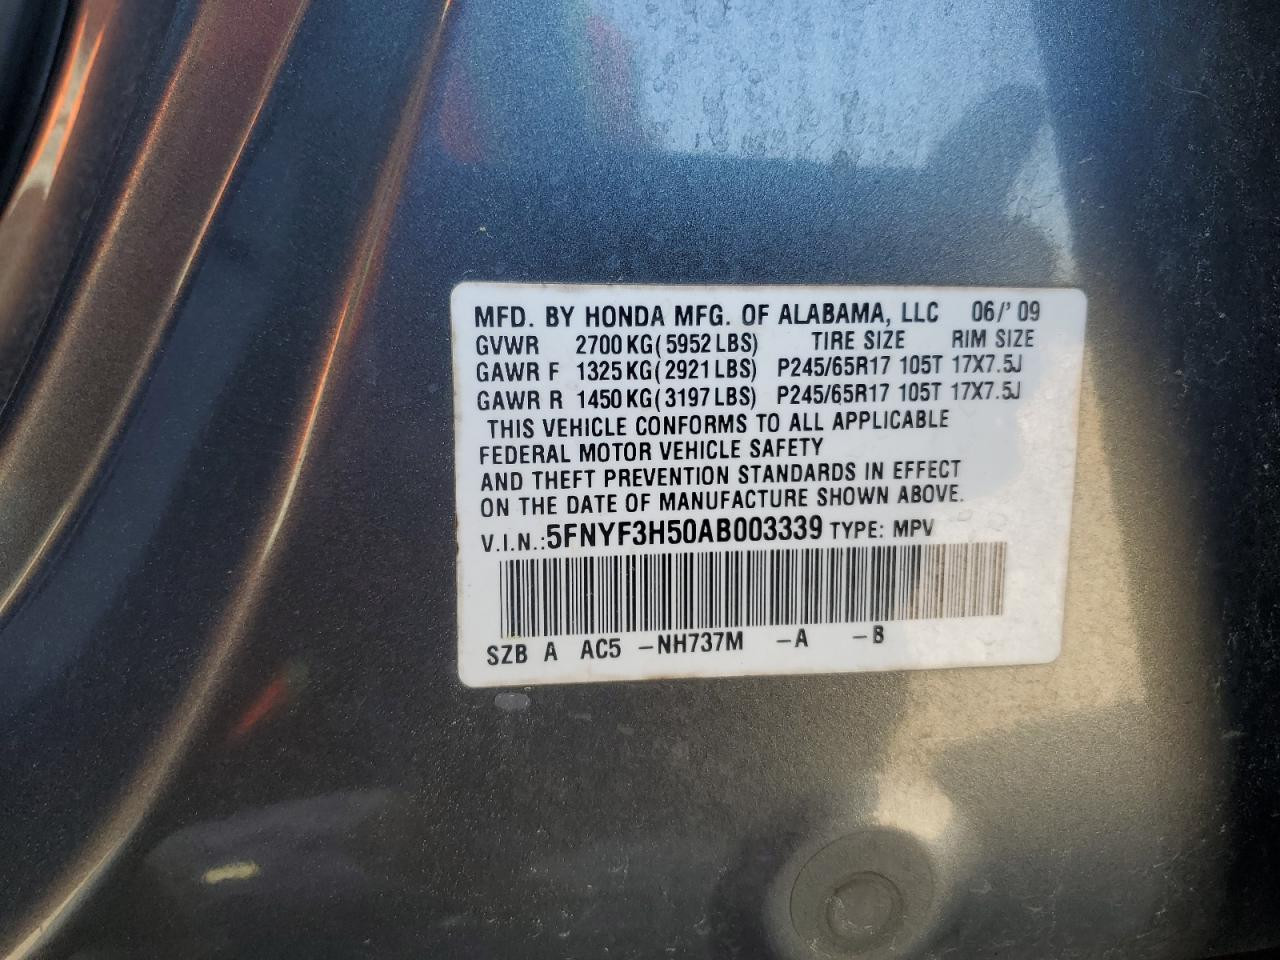 MFD. BY HONDA MFG. OF ALABAMA, LLC 06/' 09
GVWR 2700 KG( 5952 LBS) TIRE SIZE RIM SIZE
GAWR F 1325 KG( 2921 LBS) P245/65R17 105T 17X7.5J
GAWR R 1450 KG( 3197 LBS) P245/65R17 105T 17X7.5J
THIS VEHICLE CONFORMS TO ALL APPLICABLE
FEDERAL MOTOR VEHICLE SAFETY
AND THEFT PREVENTION STANDARDS IN EFFECT
ON THE DATE OF MANUFACTURE SHOWN ABOVE.
V.I.N.:5FNYF3H50AB003339 TYPE: MPV
SZB A AC5 -NH737M -A -B